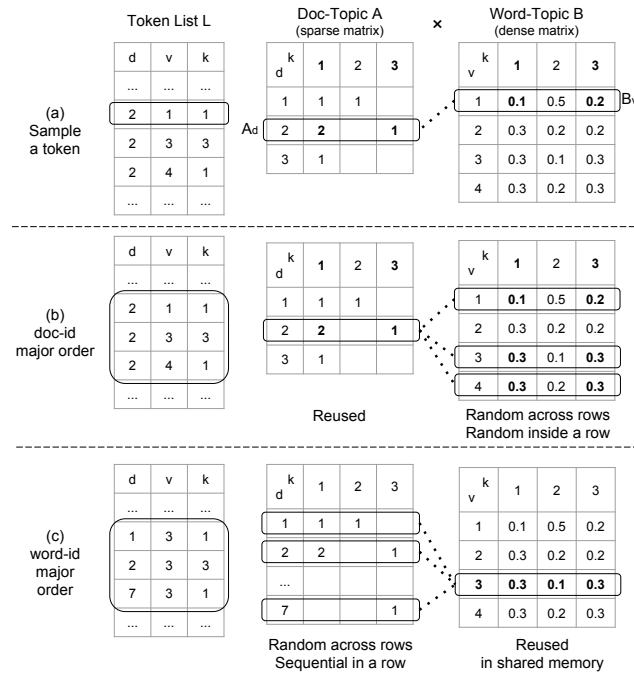 Token List L
Doc-Topic A
(sparse matrix)
×
Word-Topic B
(dense matrix)
(a)
Sample
a token
d v k
... ... ...
2 1 1
2 3 3
2 4 1
... ... ...
k
d 1 2 3
1 1 1
Ad 2 2 1
3 1
k
v 1 2 3
1 0.1 0.5 0.2 Bv
2 0.3 0.2 0.2
3 0.3 0.1 0.3
4 0.3 0.2 0.3
(b)
doc-id
major order
d v k
... ... ...
2 1 1
2 3 3
2 4 1
... ... ...
k
d 1 2 3
1 1 1
2 2 1
3 1
Reused
k
v 1 2 3
1 0.1 0.5 0.2
2 0.3 0.2 0.2
3 0.3 0.1 0.3
4 0.3 0.2 0.3
Random across rows
Random inside a row
(c)
word-id
major
order
d v k
... ... ...
1 3 1
2 3 3
7 3 1
... ... ...
k
d 1 2 3
1 1 1
2 2 1
...
7 1
Random across rows
Sequential in a row
k
v 1 2 3
1 0.1 0.5 0.2
2 0.3 0.2 0.2
3 0.3 0.1 0.3
4 0.3 0.2 0.3
Reused
in shared memory